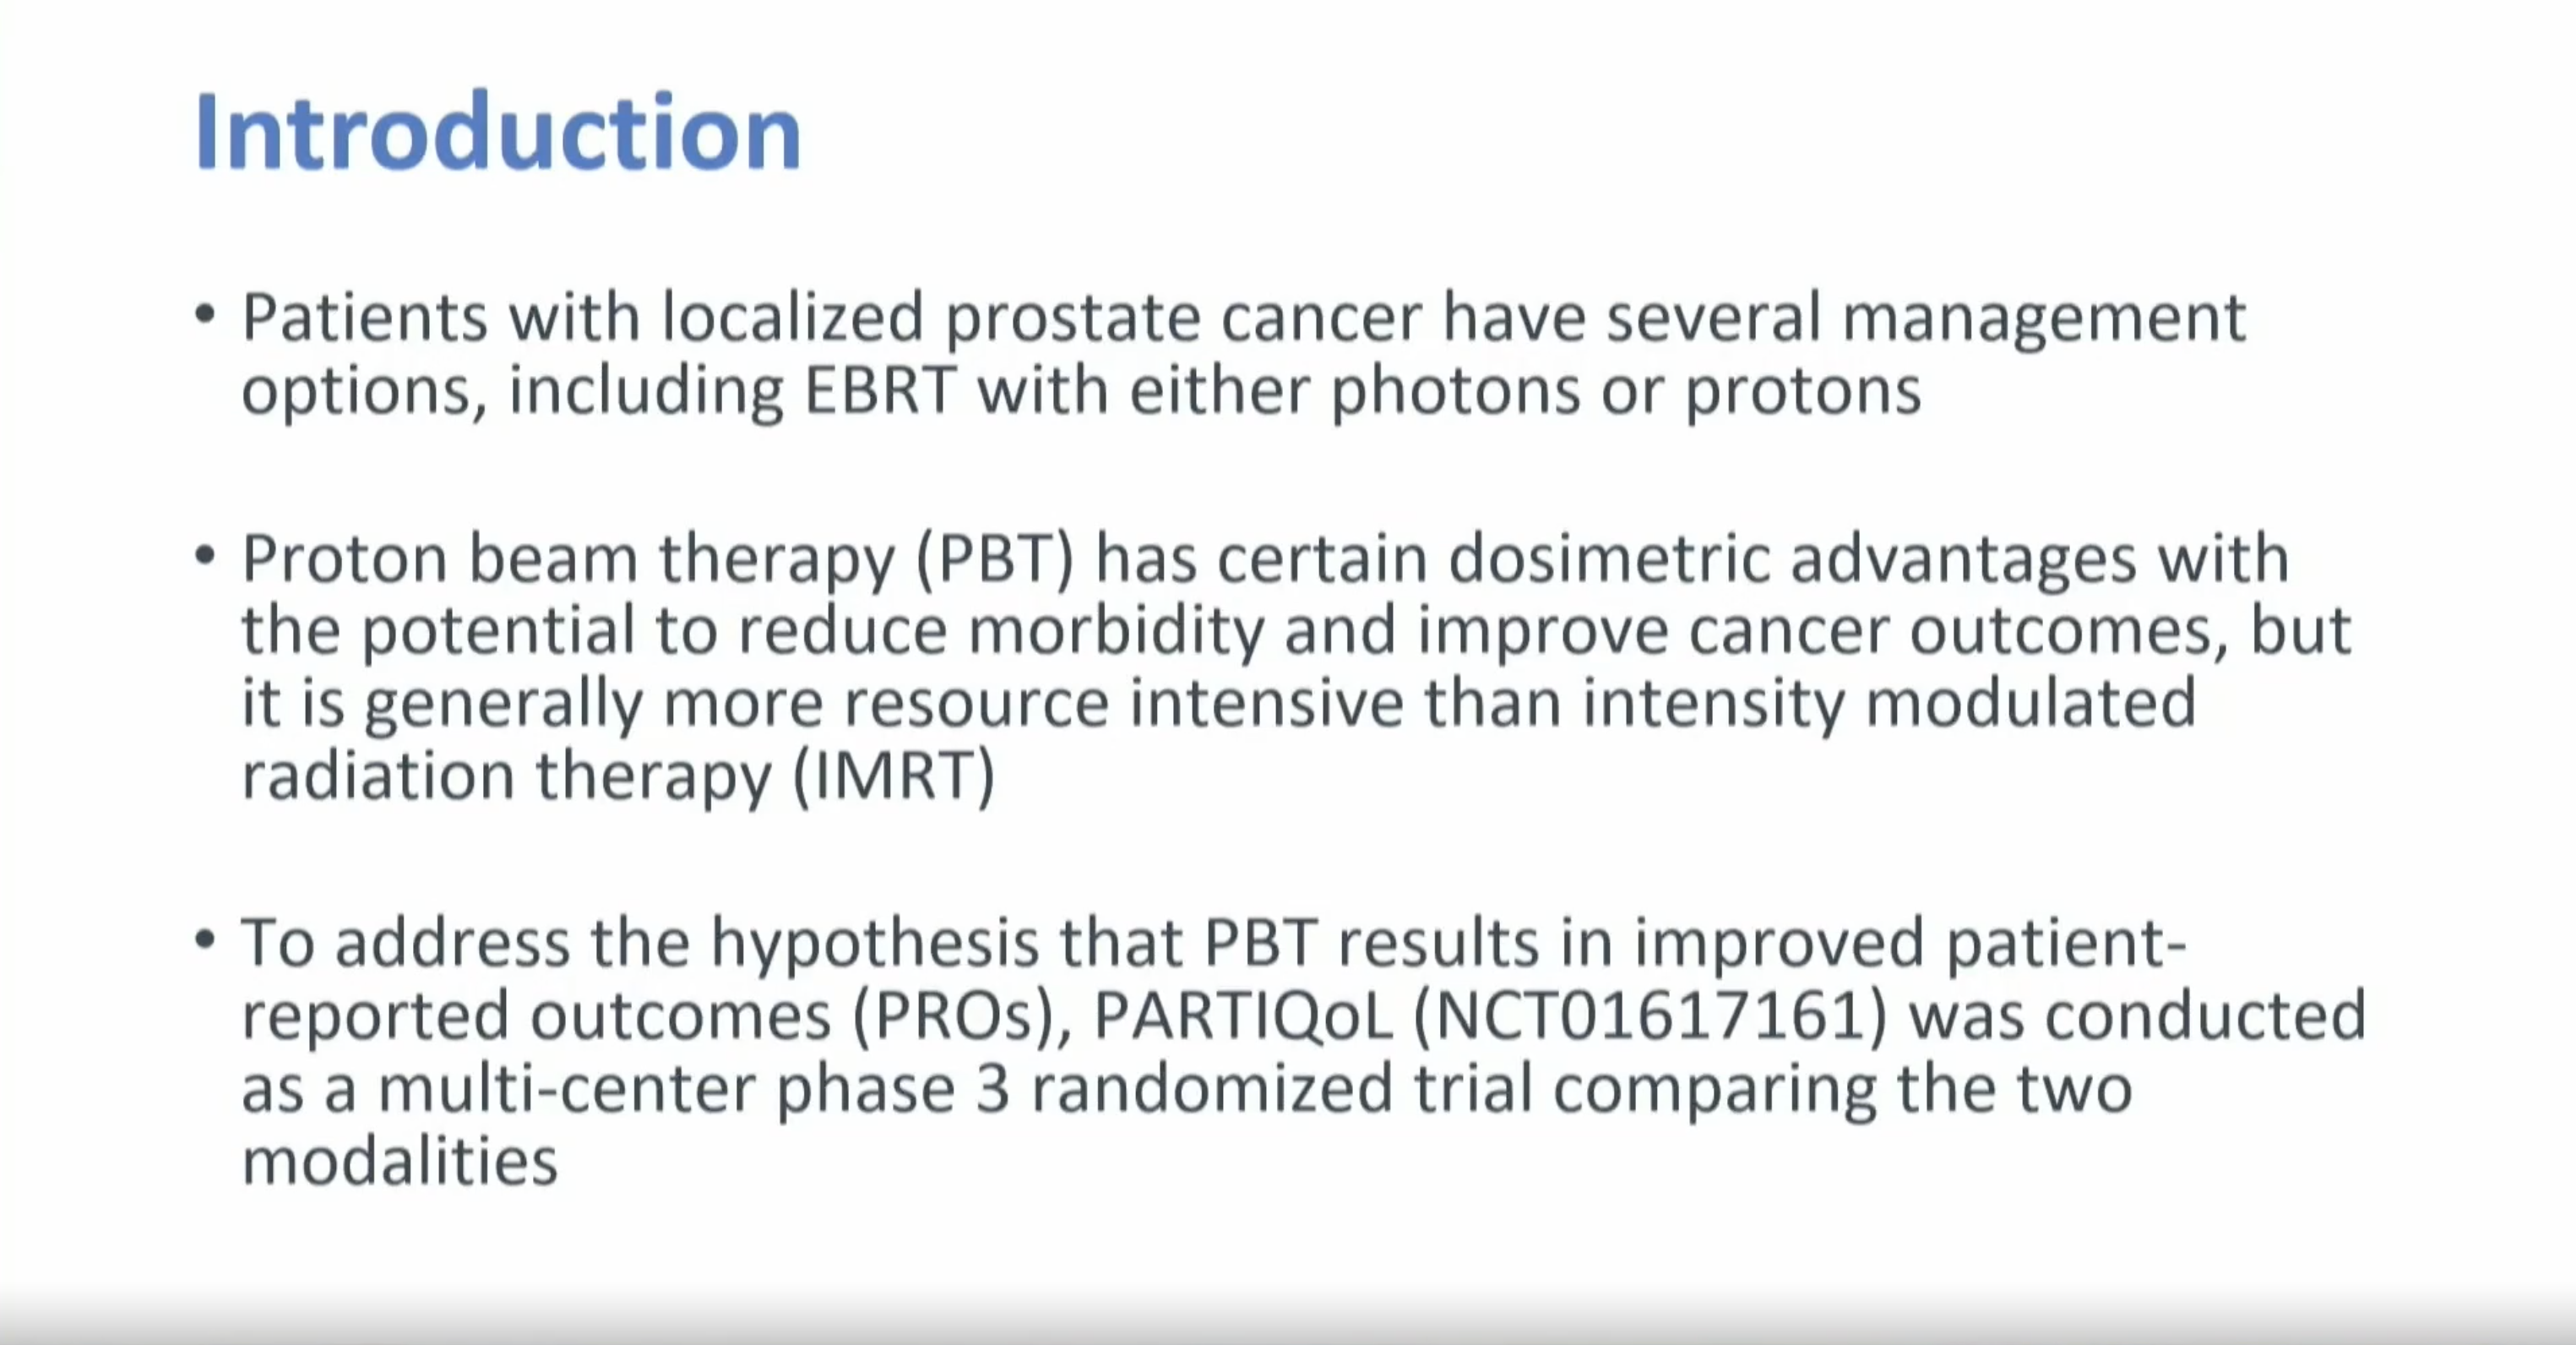 Introduction
• Patients with localized prostate cancer have several management
options, including EBRT with either photons or protons
• Proton beam therapy (PBT) has certain dosimetric advantages with
the potential to reduce morbidity and improve cancer outcomes, but
it is generally more resource intensive than intensity modulated
radiation therapy (IMRT)
• To address the hypothesis that PBT results in improved patient-
reported outcomes (PROs), PARTIQoL (NCT01617161) was conducted
as a multi-center phase 3 randomized trial comparing the two
modalities